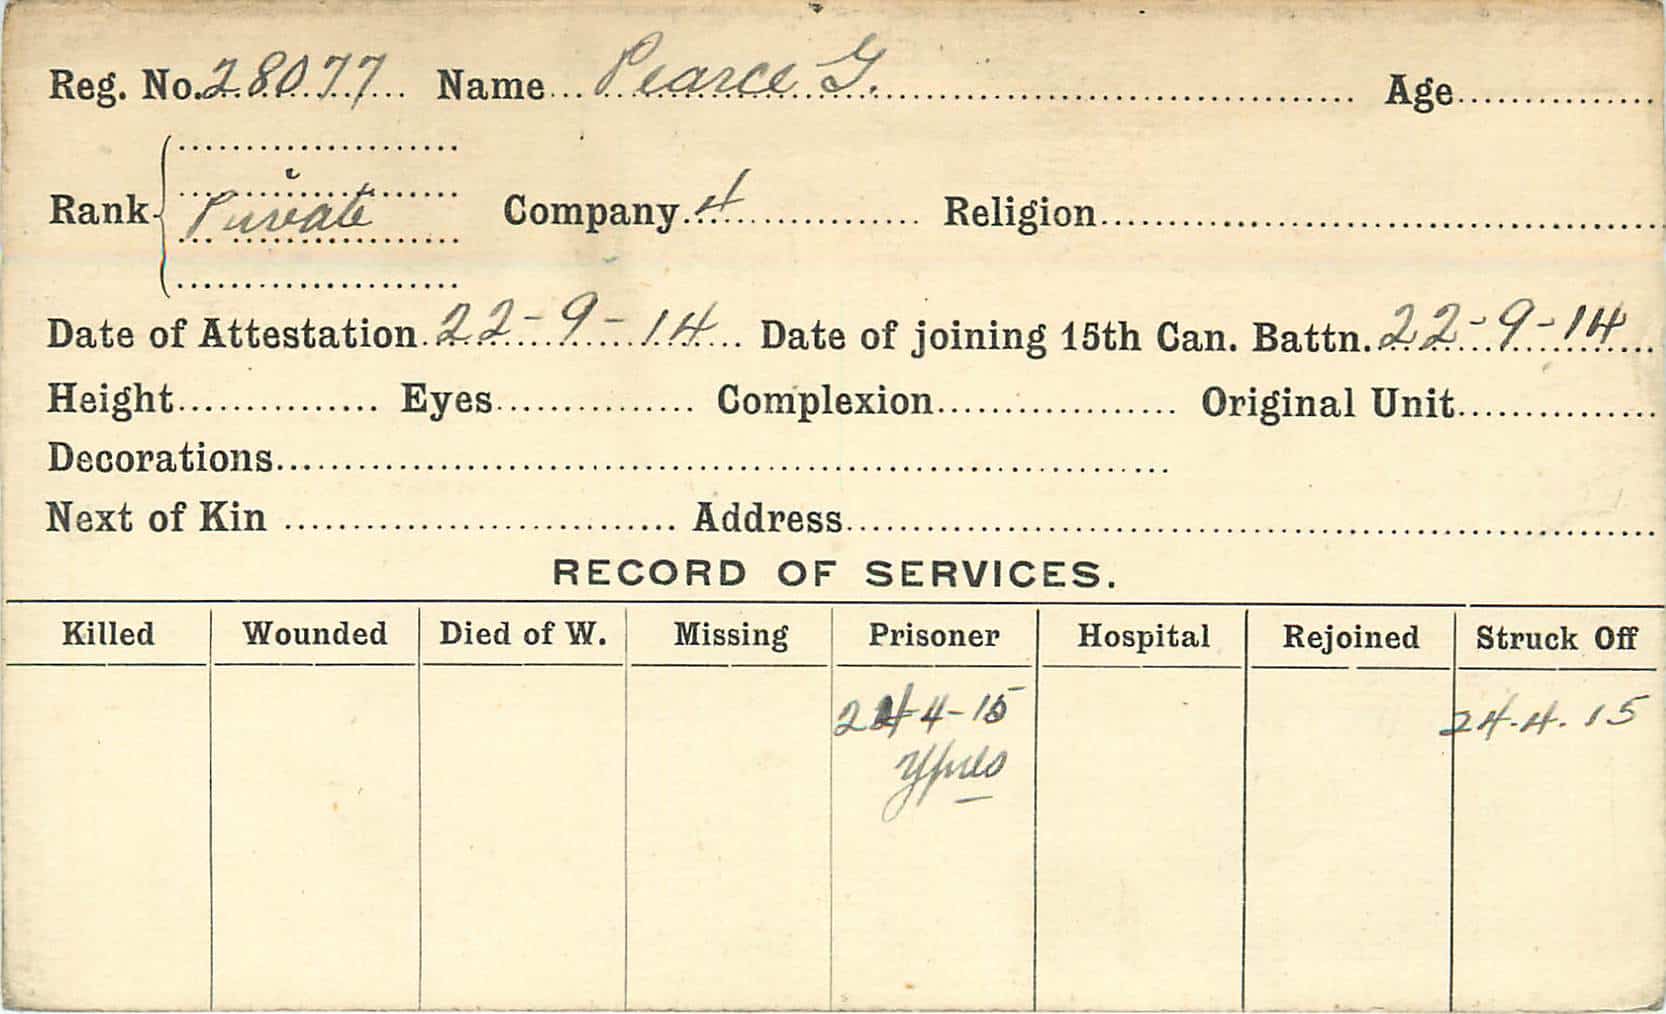 Reg. No. 28077 Name Pearce G. Age
Rank Private Company 4 Religion
Date of Attestation 22-9-14 Date of joining 15th Can. Battn. 22-9-14
Height Eyes Complexion Original Unit
Decorations
Next of Kin Address
RECORD OF SERVICES.
Killed Wounded Died of W. Missing Prisoner Hospital Rejoined Struck Off
24-4-15 24-4-15
Ypres